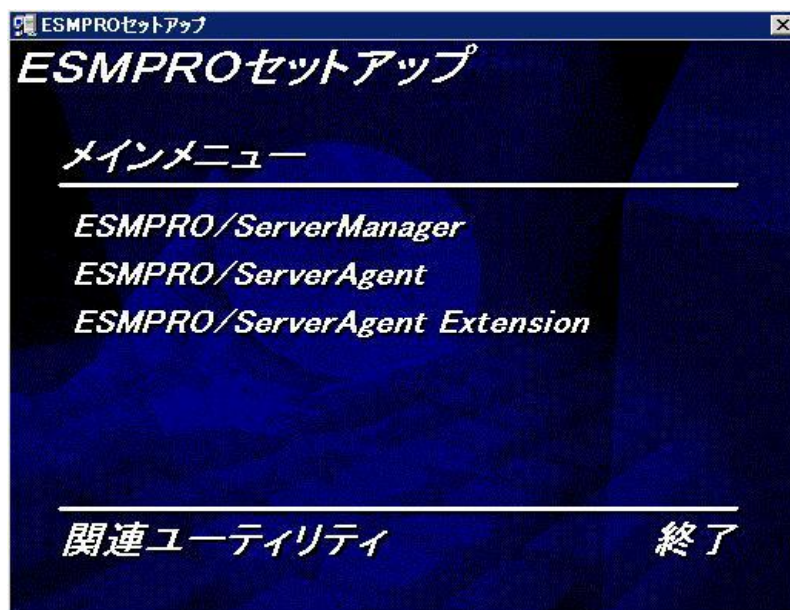 ESMPROセットアップ
ESMPROセットアップ
メインメニュー
ESMPRO/ServerManager
ESMPRO/ServerAgent
ESMPRO/ServerAgent Extension
関連ユーティリティ 終了